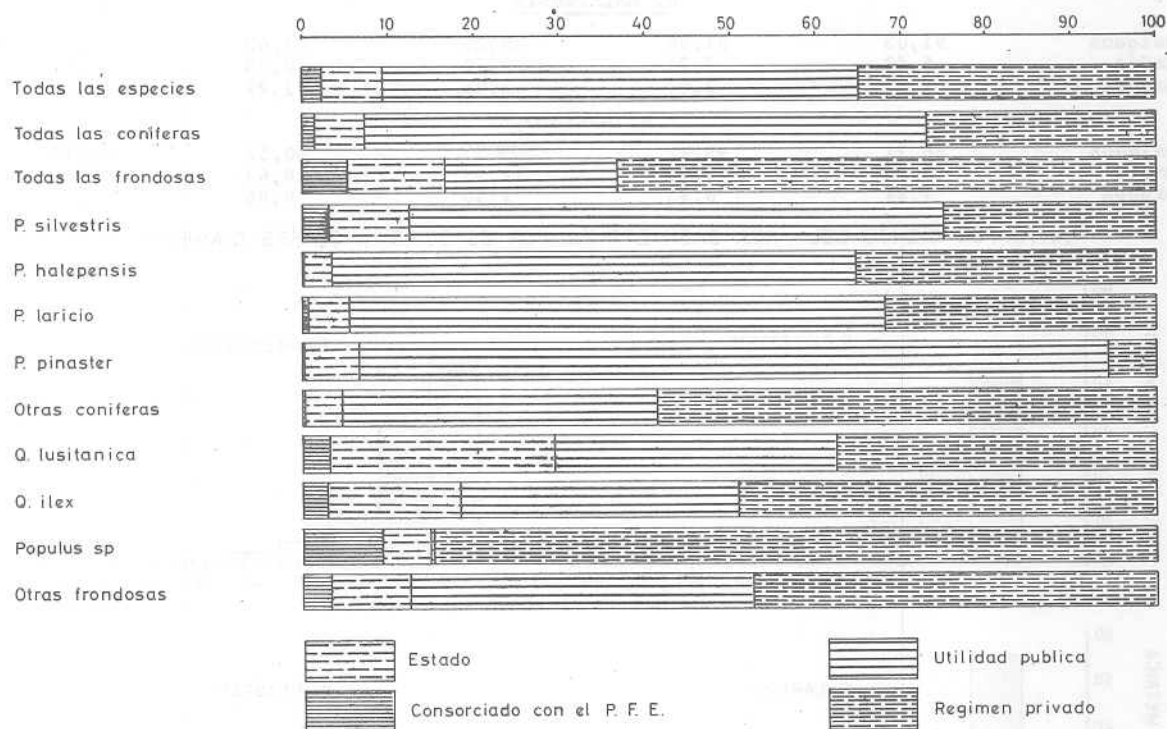 0 10 20 30 40 50 60 70 80 90 100
Todas las especies
Todas las coniferas
Todas las frondosas
P. silvestris
P. halepensis
P. laricio
P. pinaster
Otras coniferas
Q. lusitanica
Q. ilex
Populus sp
Otras frondosas
Estado
Utilidad publica
Consorciado con el P. F. E.
Regimen privado